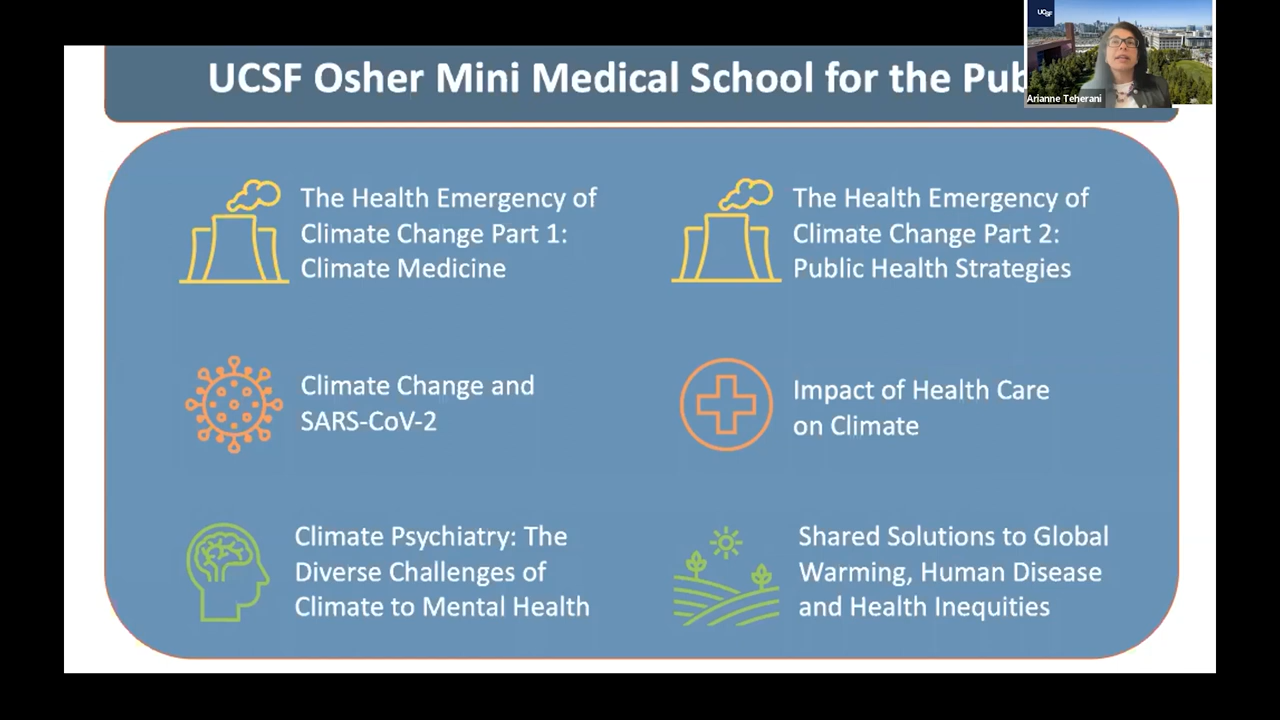 UCSF Osher Mini Medical School for the Pub
UCSF
Arianne Teherani
The Health Emergency of
Climate Change Part 1:
Climate Medicine
The Health Emergency of
Climate Change Part 2:
Public Health Strategies
Climate Change and
SARS-CoV-2
Impact of Health Care
on Climate
Climate Psychiatry: The
Diverse Challenges of
Climate to Mental Health
Shared Solutions to Global
Warming, Human Disease
and Health Inequities